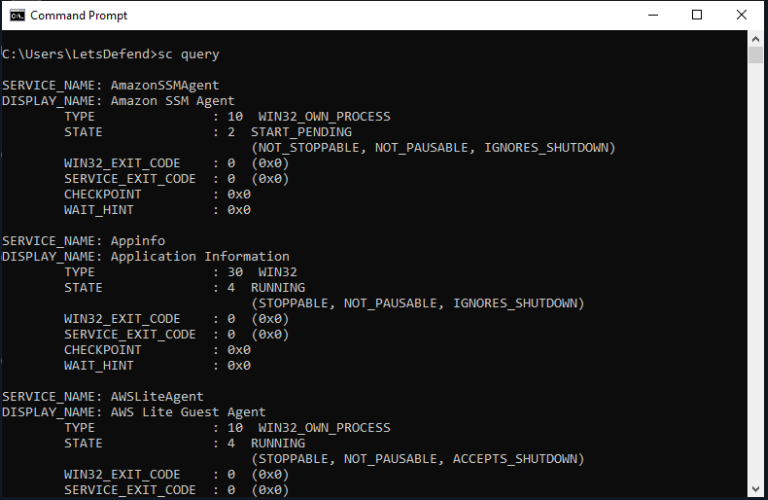 Command Prompt
C:\Users\LetsDefend>sc query
SERVICE_NAME: AmazonSSMAgent
DISPLAY_NAME: Amazon SSM Agent
        TYPE               : 10  WIN32_OWN_PROCESS
        STATE              : 2  START_PENDING
                                (NOT_STOPPABLE, NOT_PAUSABLE, IGNORES_SHUTDOWN)
        WIN32_EXIT_CODE    : 0  (0x0)
        SERVICE_EXIT_CODE  : 0  (0x0)
        CHECKPOINT         : 0x0
        WAIT_HINT          : 0x0
SERVICE_NAME: Appinfo
DISPLAY_NAME: Application Information
        TYPE               : 30  WIN32
        STATE              : 4  RUNNING
                                (STOPPABLE, NOT_PAUSABLE, IGNORES_SHUTDOWN)
        WIN32_EXIT_CODE    : 0  (0x0)
        SERVICE_EXIT_CODE  : 0  (0x0)
        CHECKPOINT         : 0x0
        WAIT_HINT          : 0x0
SERVICE_NAME: AWSLiteAgent
DISPLAY_NAME: AWS Lite Guest Agent
        TYPE               : 10  WIN32_OWN_PROCESS
        STATE              : 4  RUNNING
                                (STOPPABLE, NOT_PAUSABLE, ACCEPTS_SHUTDOWN)
        WIN32_EXIT_CODE    : 0  (0x0)
        SERVICE_EXIT_CODE  : 0  (0x0)